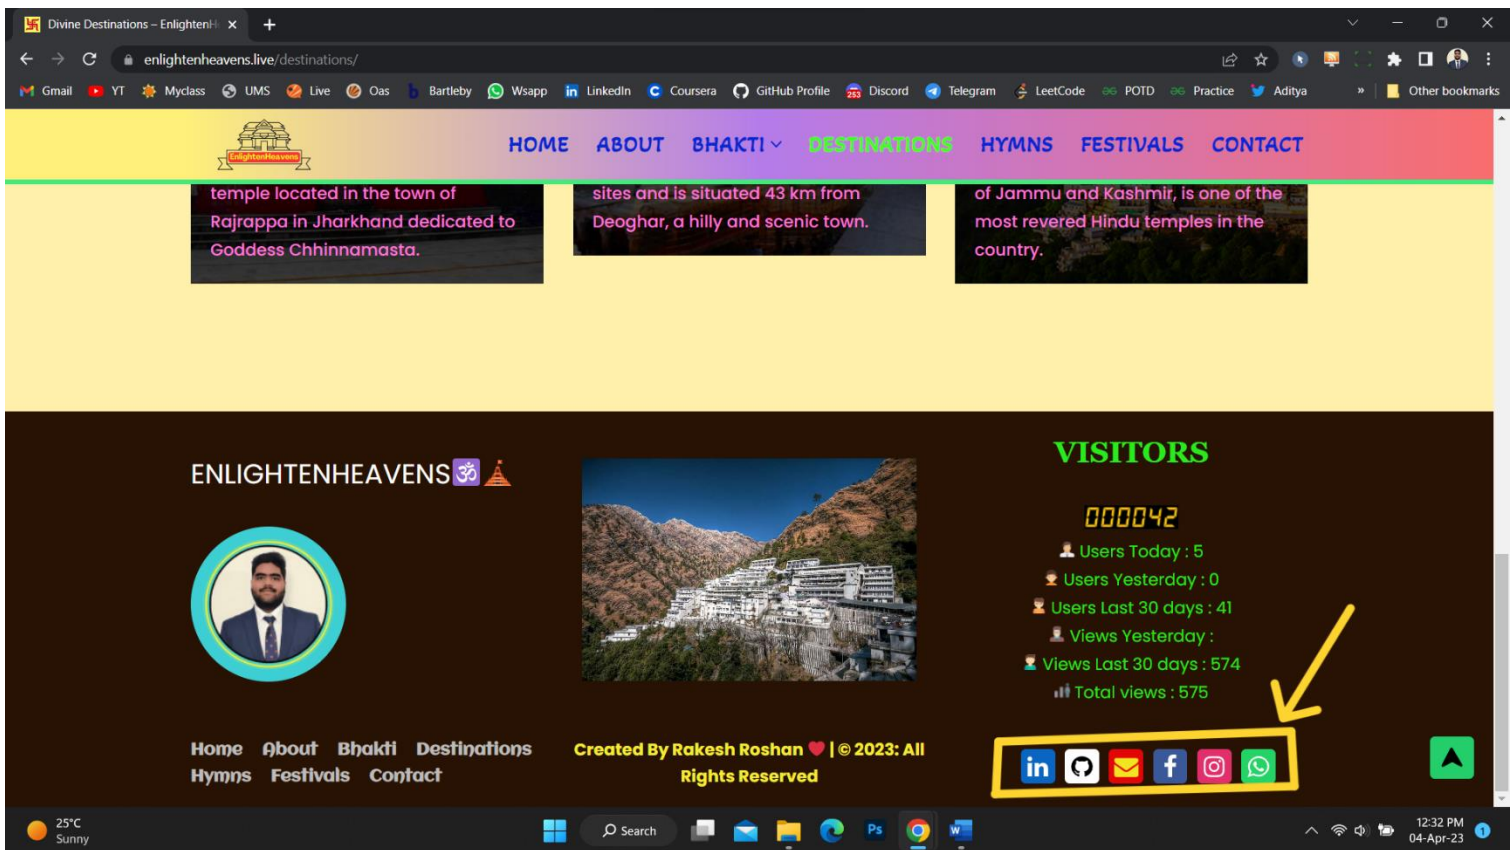 Divine Destinations – EnlightenH
enlightenheavens.live/destinations/
Gmail YT Myclass UMS Live Oas Bartleby Wsapp LinkedIn Coursera GitHub Profile Discord Telegram LeetCode POTD Practice Aditya » Other bookmarks
EnlightenHeavens
HOME ABOUT BHAKTI DESTINATIONS HYMNS FESTIVALS CONTACT
temple located in the town of
Rajrappa in Jharkhand dedicated to
Goddess Chhinnamasta.
sites and is situated 43 km from
Deoghar, a hilly and scenic town.
of Jammu and Kashmir, is one of the
most revered Hindu temples in the
country.
ENLIGHTENHEAVENS🕉️🛕
VISITORS
000042
Users Today : 5
Users Yesterday : 0
Users Last 30 days : 41
Views Yesterday :
Views Last 30 days : 574
Total views : 575
Home About Bhakti Destinations
Hymns Festivals Contact
Created By Rakesh Roshan ❤️ | © 2023: All
Rights Reserved
in f
25°C
Sunny
Search
Ps
W
12:32 PM
04-Apr-23
1